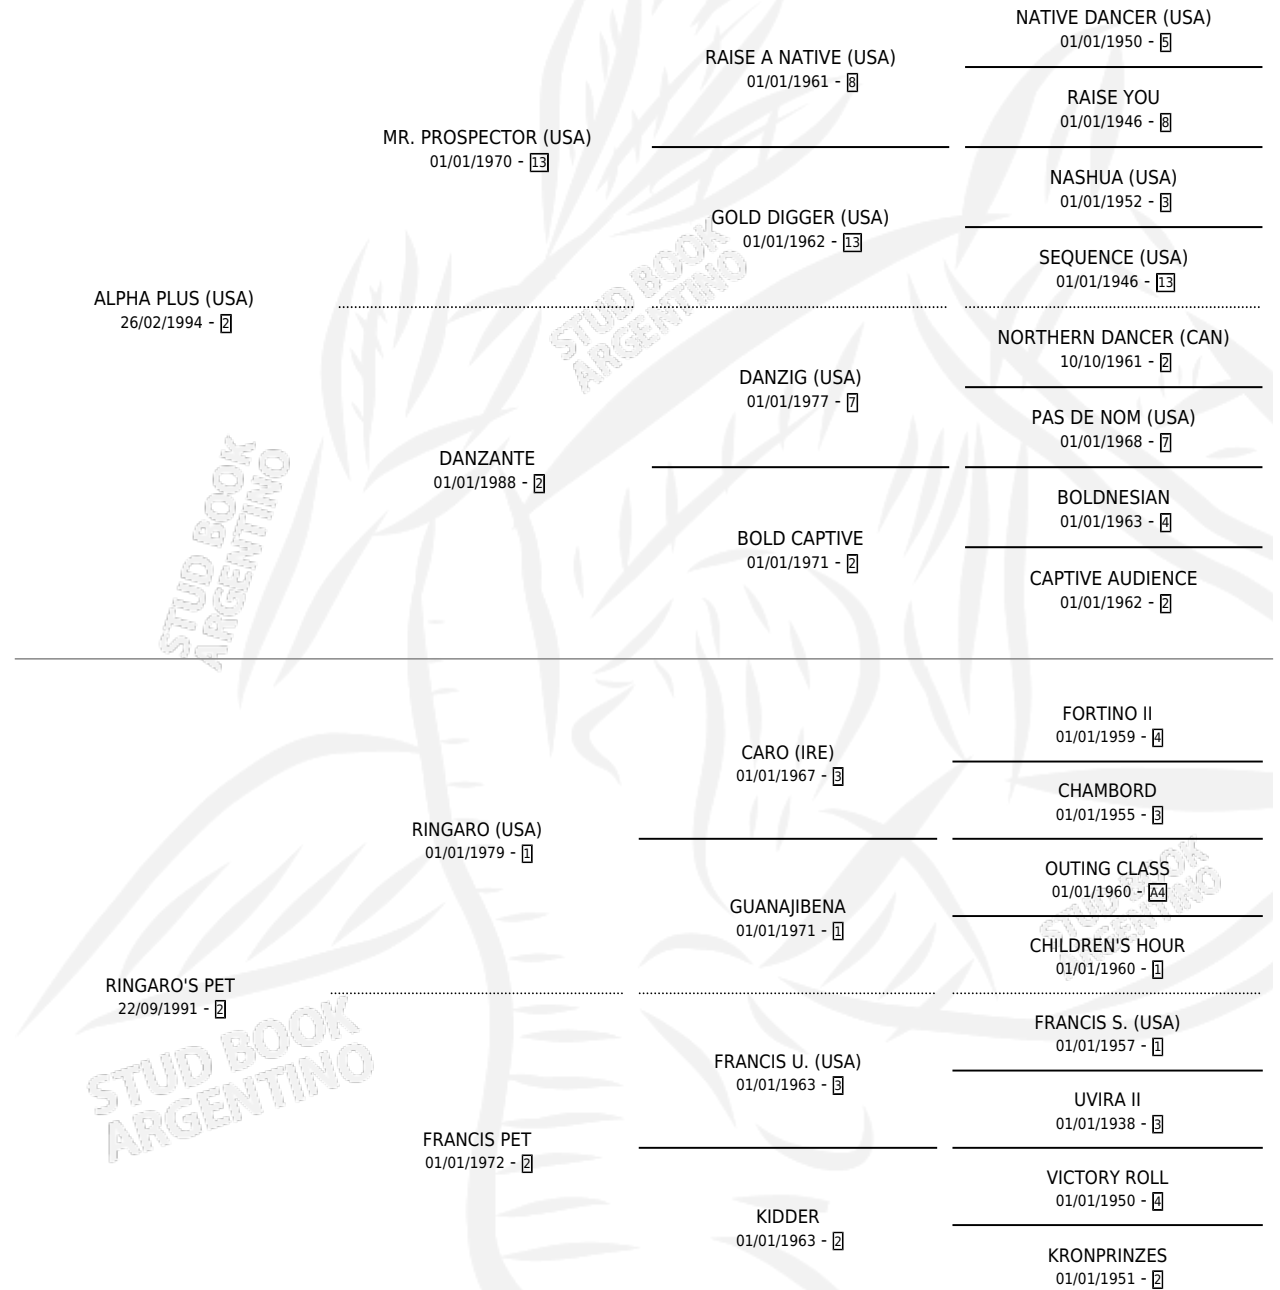 NATIVE DANCER (USA)
01/01/1950 - 5
RAISE A NATIVE (USA)
01/01/1961 - 8
RAISE YOU
01/01/1946 - 8
MR. PROSPECTOR (USA)
01/01/1970 - 13
NASHUA (USA)
01/01/1952 - 3
GOLD DIGGER (USA)
01/01/1962 - 13
SEQUENCE (USA)
01/01/1946 - 13
ALPHA PLUS (USA)
26/02/1994 - 2
NORTHERN DANCER (CAN)
10/10/1961 - 2
DANZIG (USA)
01/01/1977 - 7
PAS DE NOM (USA)
01/01/1968 - 7
DANZANTE
01/01/1988 - 2
BOLDNESIAN
01/01/1963 - 4
BOLD CAPTIVE
01/01/1971 - 2
CAPTIVE AUDIENCE
01/01/1962 - 2
FORTINO II
01/01/1959 - 4
CARO (IRE)
01/01/1967 - 3
CHAMBORD
01/01/1955 - 3
RINGARO (USA)
01/01/1979 - 1
OUTING CLASS
01/01/1960 - A4
GUANAJIBENA
01/01/1971 - 1
CHILDREN'S HOUR
01/01/1960 - 1
RINGARO'S PET
22/09/1991 - 2
FRANCIS S. (USA)
01/01/1957 - 1
FRANCIS U. (USA)
01/01/1963 - 3
UVIRA II
01/01/1938 - 3
FRANCIS PET
01/01/1972 - 2
VICTORY ROLL
01/01/1950 - 4
KIDDER
01/01/1963 - 2
KRONPRINZES
01/01/1951 - 2
STUD BOOK
ARGENTINO
STUD BOOK
ARGENTINO
STUD BOOK
ARGENTINO
STUD BOOK
ARGENTINO